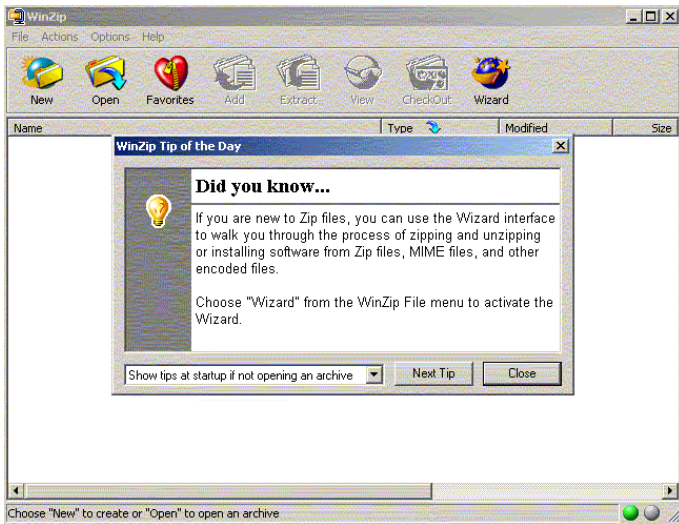 WinZip
File Actions Options Help
New Open Favorites Add Extract View CheckOut Wizard
Name Type Modified Size
WinZip Tip of the Day
Did you know...
If you are new to Zip files, you can use the Wizard interface
to walk you through the process of zipping and unzipping
or installing software from Zip files, MIME files, and other
encoded files.
Choose "Wizard" from the WinZip File menu to activate the
Wizard.
Show tips at startup if not opening an archive Next Tip Close
Choose "New" to create or "Open" to open an archive